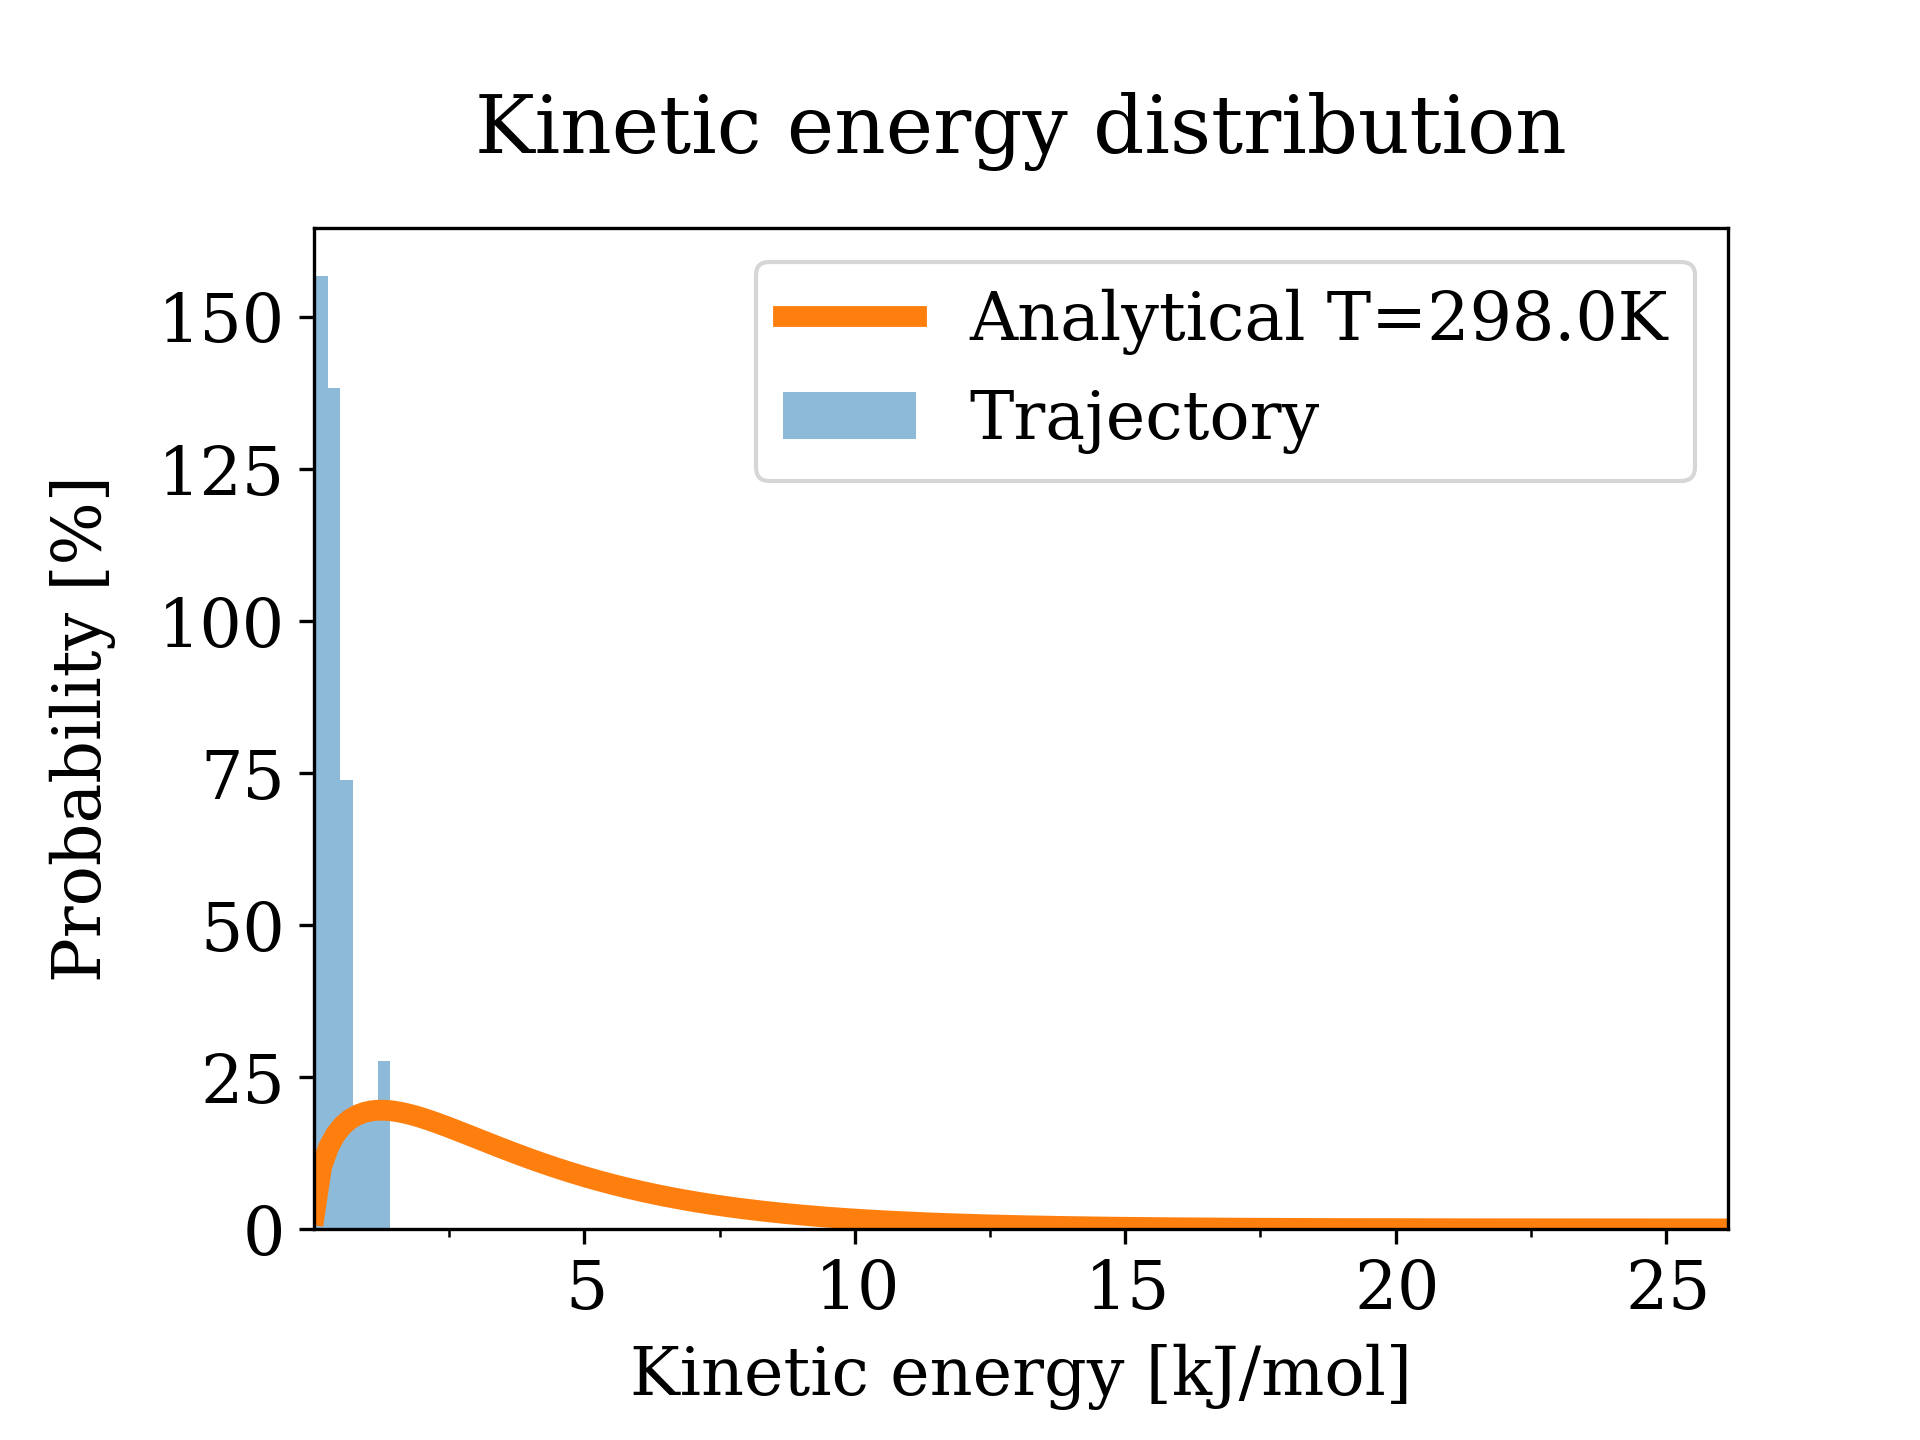 Kinetic energy distribution
Analytical T=298.0K
Trajectory
Probability [%]
150
125
100
75
50
25
0
5 10 15 20 25
Kinetic energy [kJ/mol]